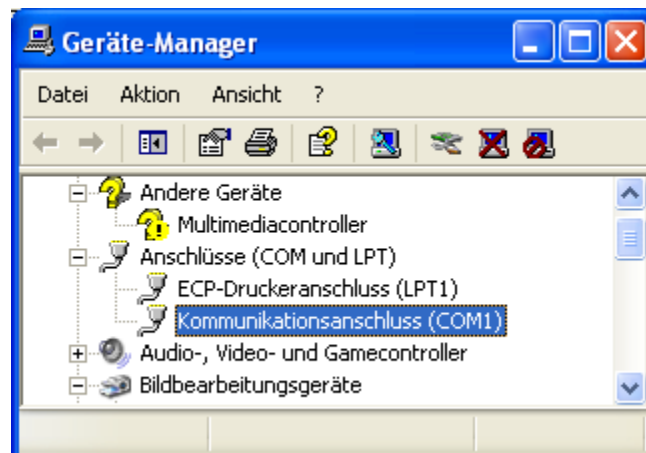 Geräte-Manager
Datei Aktion Ansicht ?
Andere Geräte
Multimediacontroller
Anschlüsse (COM und LPT)
ECP-Druckeranschluss (LPT1)
Kommunikationsanschluss (COM1)
Audio-, Video- und Gamecontroller
Bildbearbeitungsgeräte